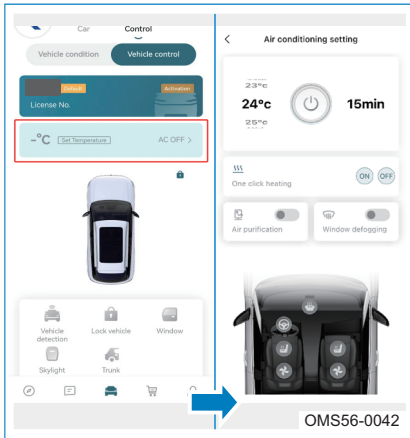 Car Control
Vehicle condition
Vehicle control
Default
Activation
License No.
-°C
Set Temperature
AC OFF >
Vehicle detection
Lock vehicle
Window
Skylight
Trunk
Air conditioning setting
23°c
24°c
15min
25°c
One click heating
ON
OFF
Air purification
Window defogging
OMS56-0042